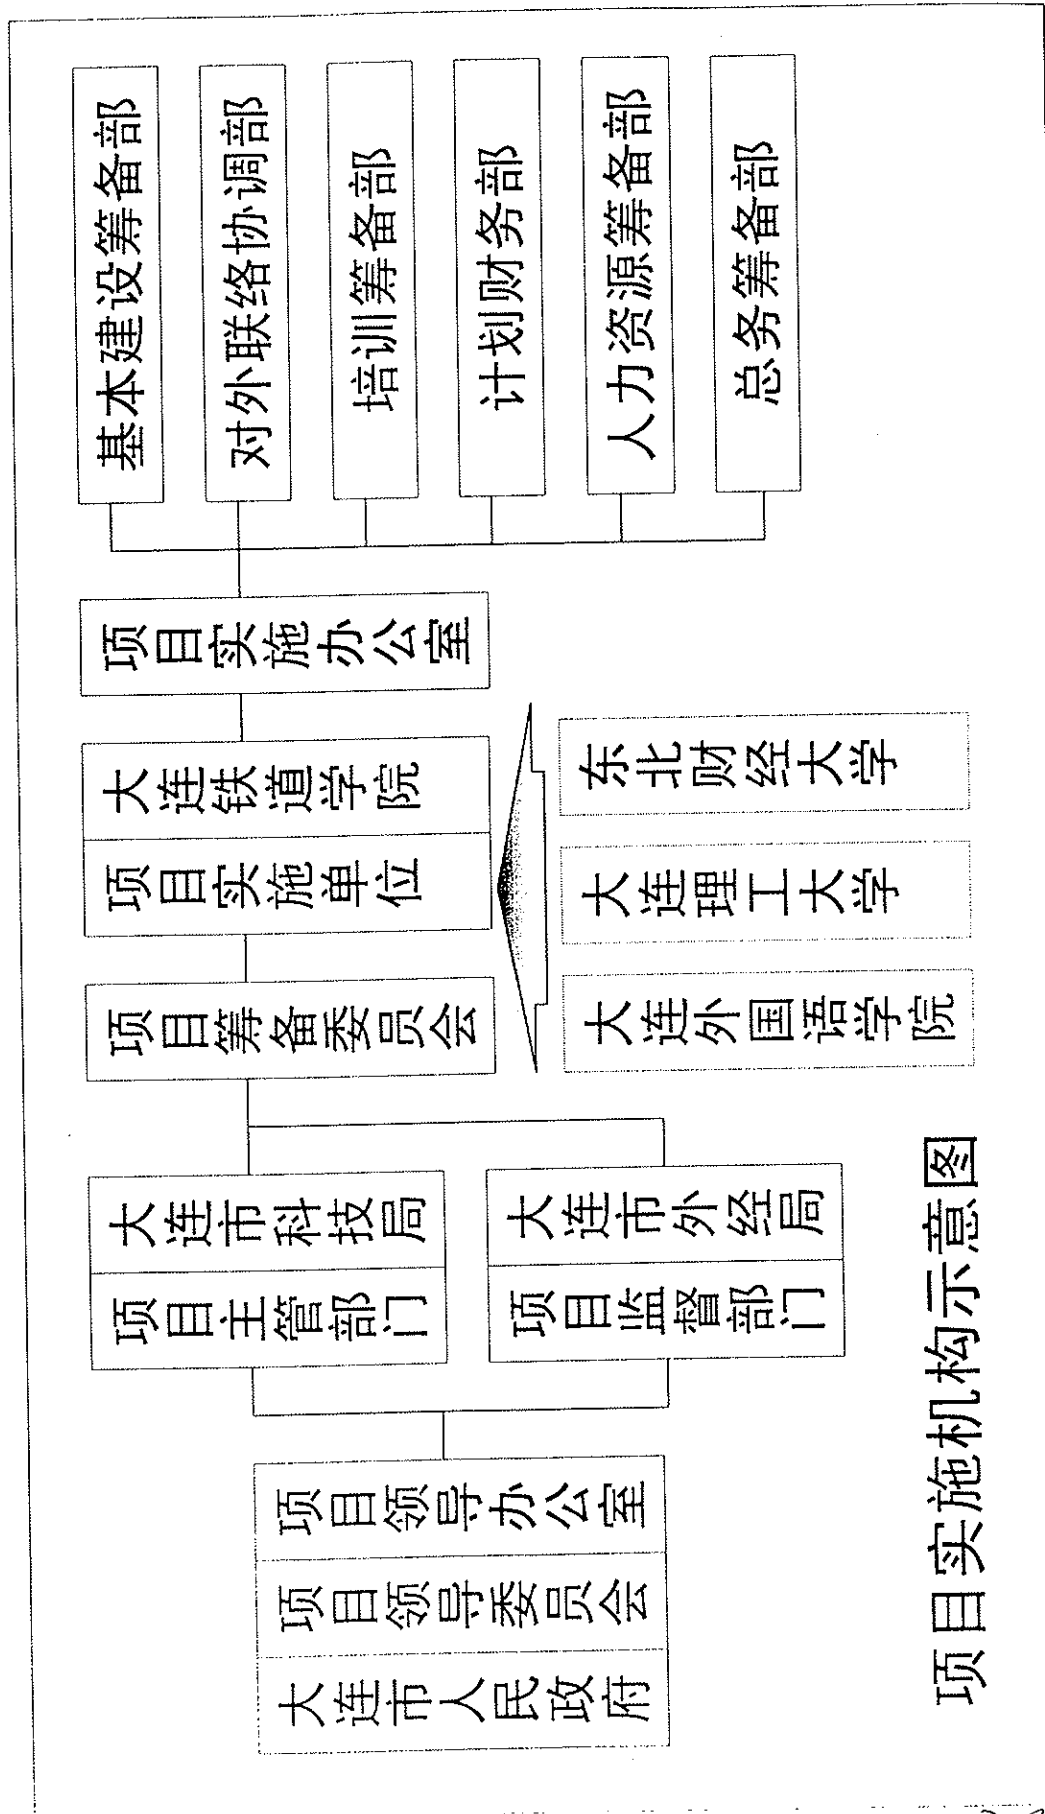 大连市人民政府
项目领导委员会
项目领导办公室
项目主管部门
大连市科技局
项目监督部门
大连市外经局
项目筹备委员会
项目实施单位
大连铁道学院
项目实施办公室
基本建设筹备部
对外联络协调部
培训筹备部
计划财务部
人力资源筹备部
总务筹备部
大连外国语学院
大连理工大学
东北财经大学
项目实施机构示意图